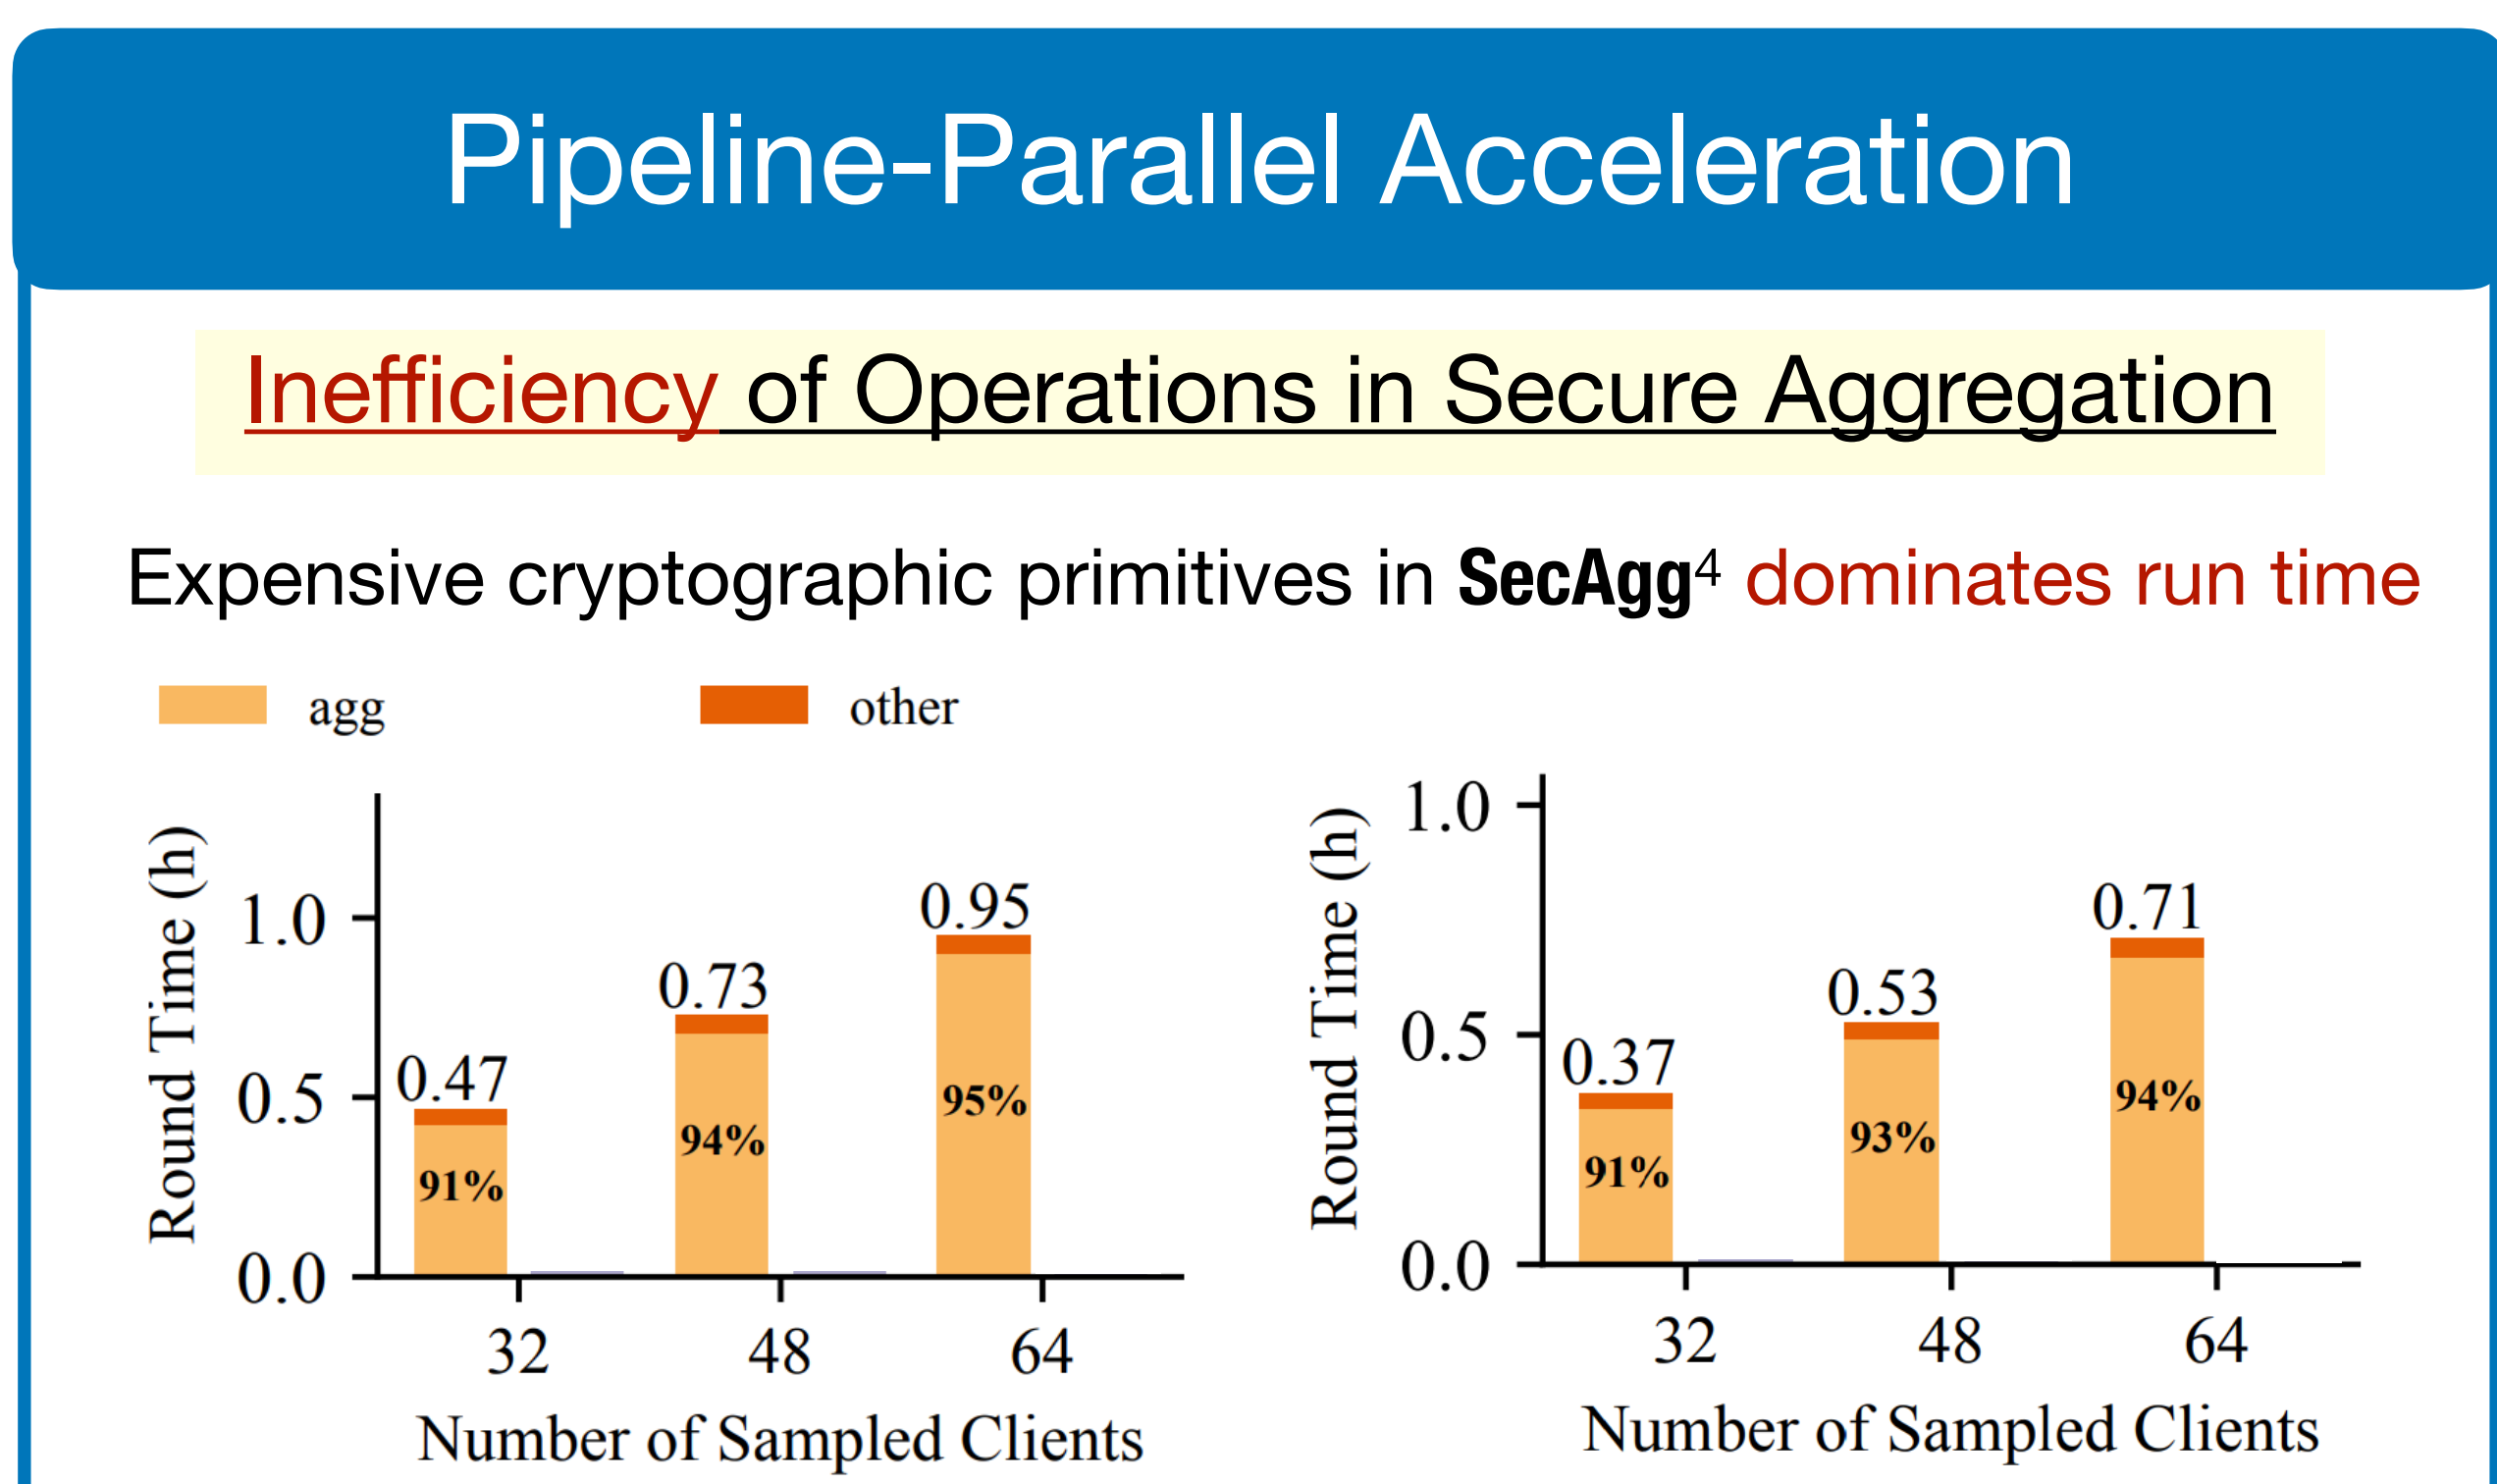 Pipeline-Parallel Acceleration
Inefficiency of Operations in Secure Aggregation
Expensive cryptographic primitives in SecAgg⁴ dominates run time
agg
other
Round Time (h)
1.0
0.5
0.0
0.47
0.73
0.95
91%
94%
95%
32
48
64
Number of Sampled Clients
Round Time (h)
1.0
0.5
0.0
0.37
0.53
0.71
91%
93%
94%
32
48
64
Number of Sampled Clients